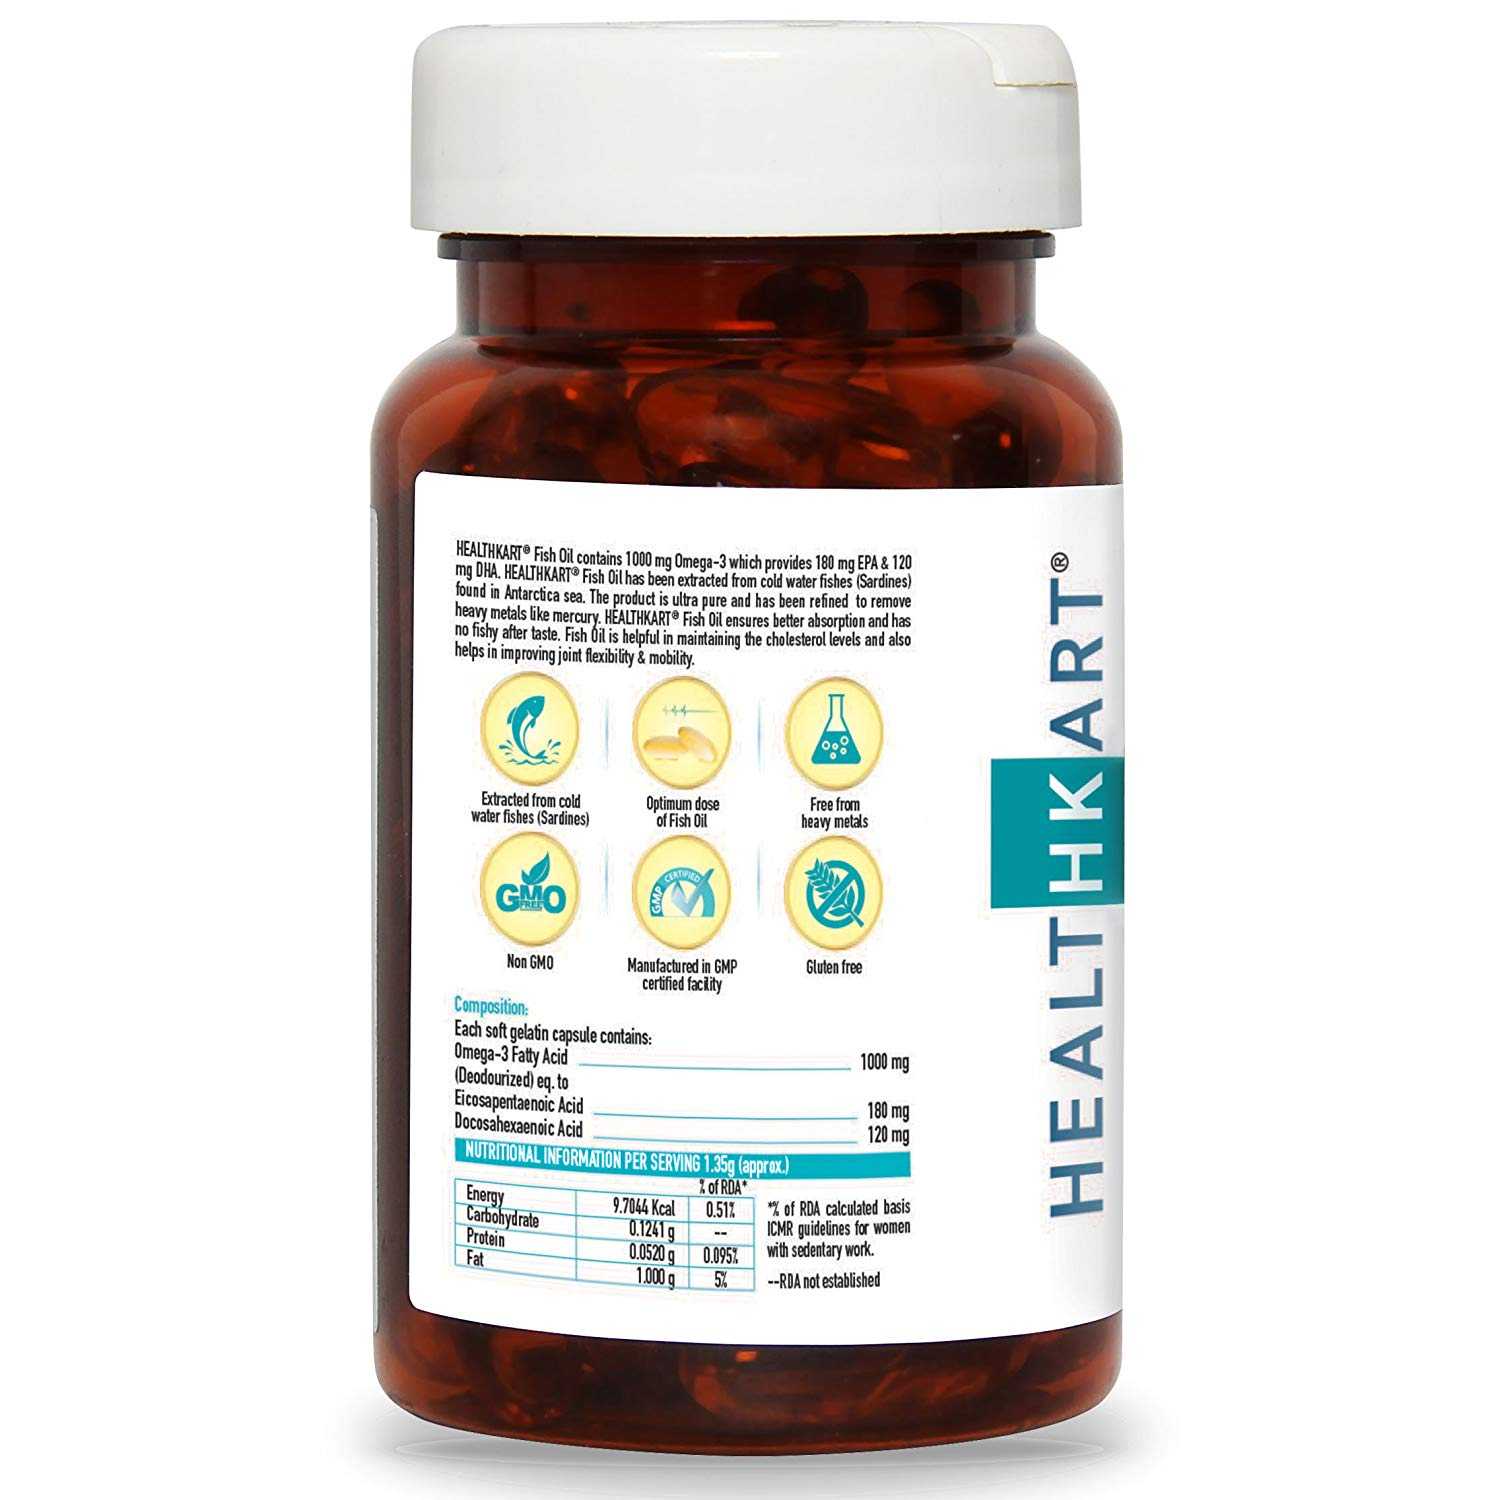 HEALTHKART® Fish Oil contains 1000 mg Omega-3 which provides 180 mg EPA & 120
mg DHA. HEALTHKART® Fish Oil has been extracted from cold water fishes (Sardines)
found in Antarctica sea. The product is ultra pure and has been refined to remove
heavy metals like mercury. HEALTHKART® Fish Oil ensures better absorption and has
no fishy after taste. Fish Oil is helpful in maintaining the cholesterol levels and also
helps in improving joint flexibility & mobility.
Extracted from cold
water fishes (Sardines)
Optimum dose
of Fish Oil
Free from
heavy metals
GMO
FREE
Non GMO
GMP CERTIFIED
Manufactured in GMP
certified facility
Gluten free
Composition:
Each soft gelatin capsule contains:
Omega-3 Fatty Acid 1000 mg
(Deodourized) eq. to
Eicosapentaenoic Acid 180 mg
Docosahexaenoic Acid 120 mg
NUTRITIONAL INFORMATION PER SERVING 1.35g (approx.)
% of RDA*
Energy 9.7044 Kcal 0.51%
Carbohydrate 0.1241 g --
Protein 0.0520 g 0.095%
Fat 1.000 g 5%
*% of RDA calculated basis
ICMR guidelines for women
with sedentary work.
--RDA not established
HEALTHKART®